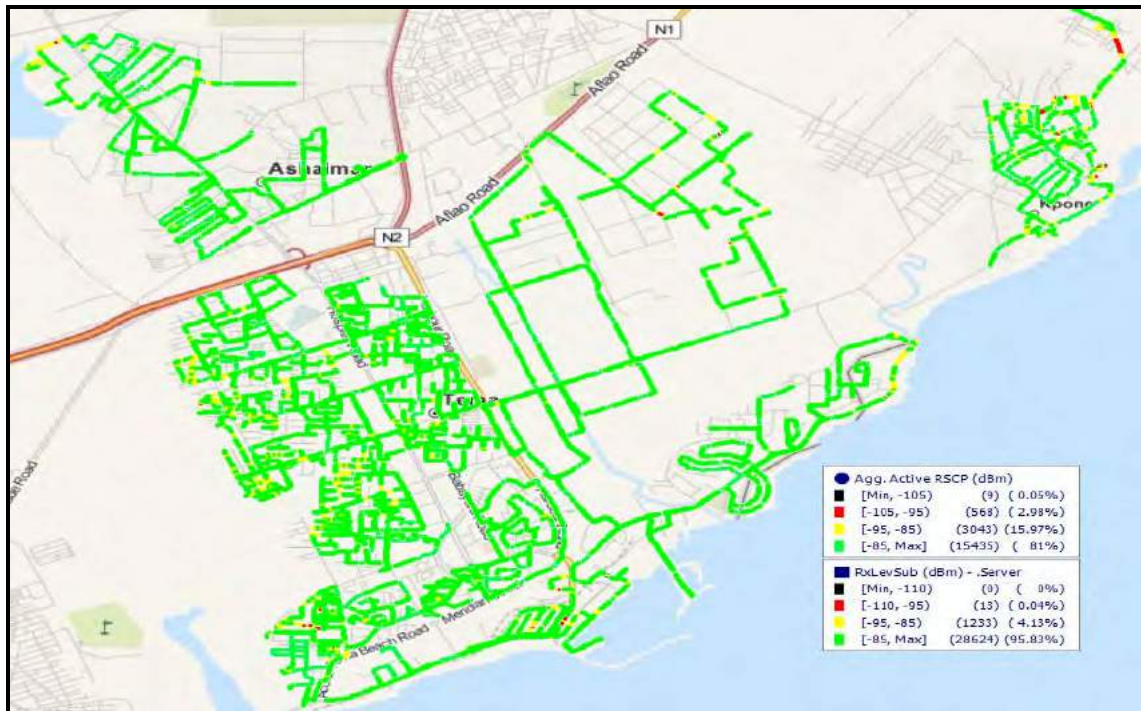 N1
Aflao Road
Ashaiman
Aflao Road
N2
Kpone
Hospital Road
Tema
Road
Beach Road
Meridian
Agg. Active RSCP (dBm)
[Min, -105) (9) ( 0.05%)
[-105, -95) (568) ( 2.98%)
[-95, -85) (3043) (15.97%)
[-85, Max] (15435) ( 81%)
RxLevSub (dBm) - .Server
[Min, -110) (0) ( 0%)
[-110, -95) (13) ( 0.04%)
[-95, -85) (1233) ( 4.13%)
[-85, Max] (28624) (95.83%)